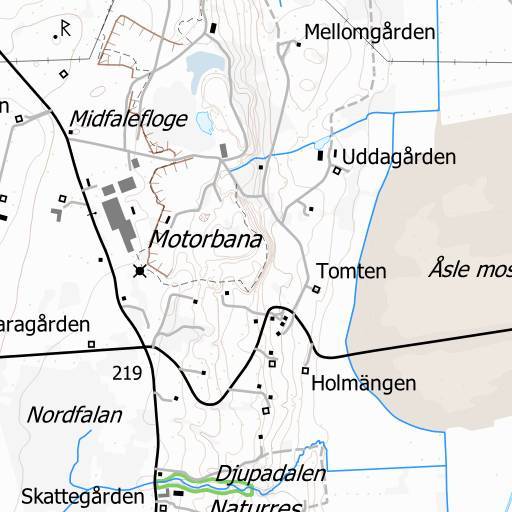 Mellomgården
n
Midfalefloge
Uddagården
Motorbana
Tomten
Åsle mos
aragården
219
Holmängen
Nordfalan
Djupadalen
Skattegården
Naturres